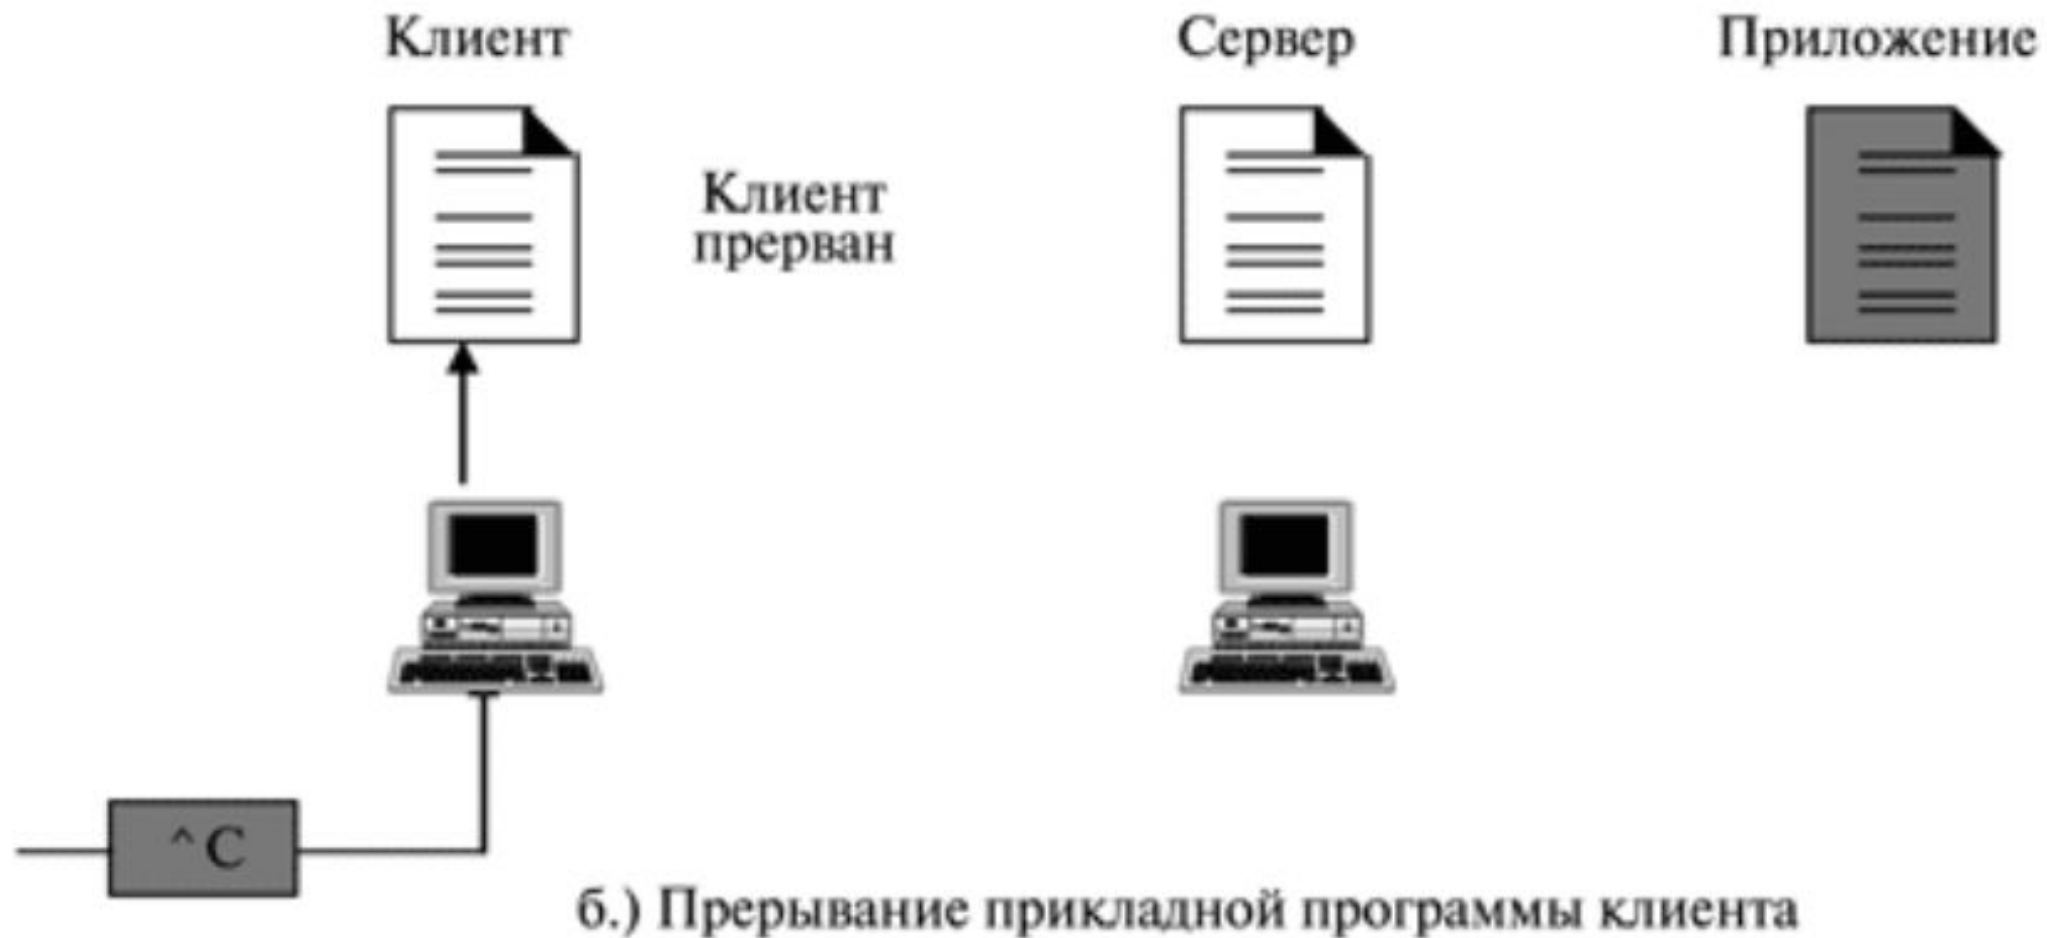 Клиент
Сервер
Приложение
Клиент
прерван
^C
б.) Прерывание прикладной программы клиента